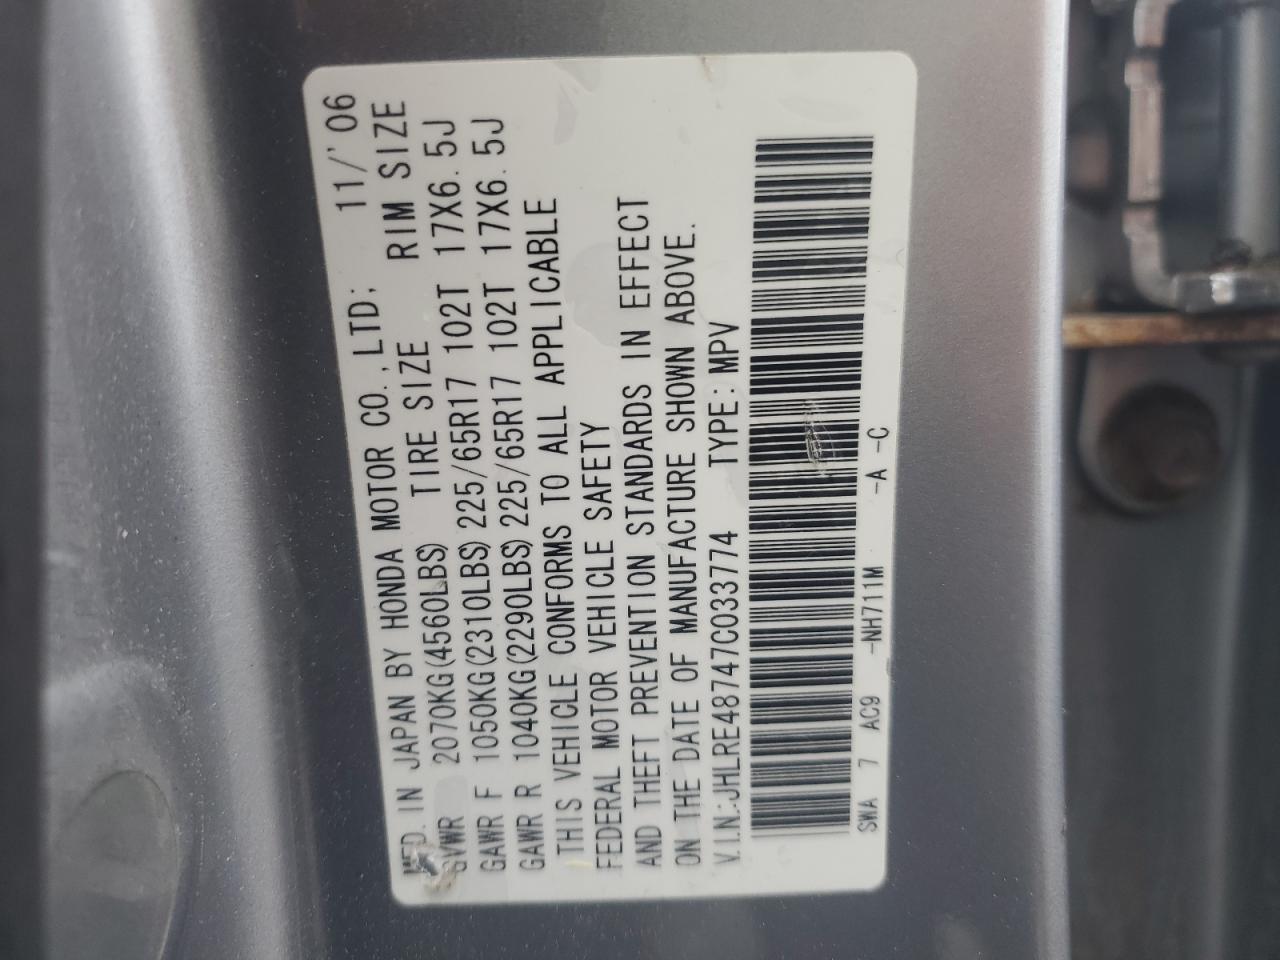 MFD. IN JAPAN BY HONDA MOTOR CO.,LTD; 11/'06
GVWR 2070KG(4560LBS) TIRE SIZE RIM SIZE
GAWR F 1050KG(2310LBS) 225/65R17 102T 17X6.5J
GAWR R 1040KG(2290LBS) 225/65R17 102T 17X6.5J
THIS VEHICLE CONFORMS TO ALL APPLICABLE
FEDERAL MOTOR VEHICLE SAFETY
AND THEFT PREVENTION STANDARDS IN EFFECT
ON THE DATE OF MANUFACTURE SHOWN ABOVE.
V.I.N.:JHLRE48747C033774 TYPE:MPV
SWA 7 AC9 -NH711M -A -C